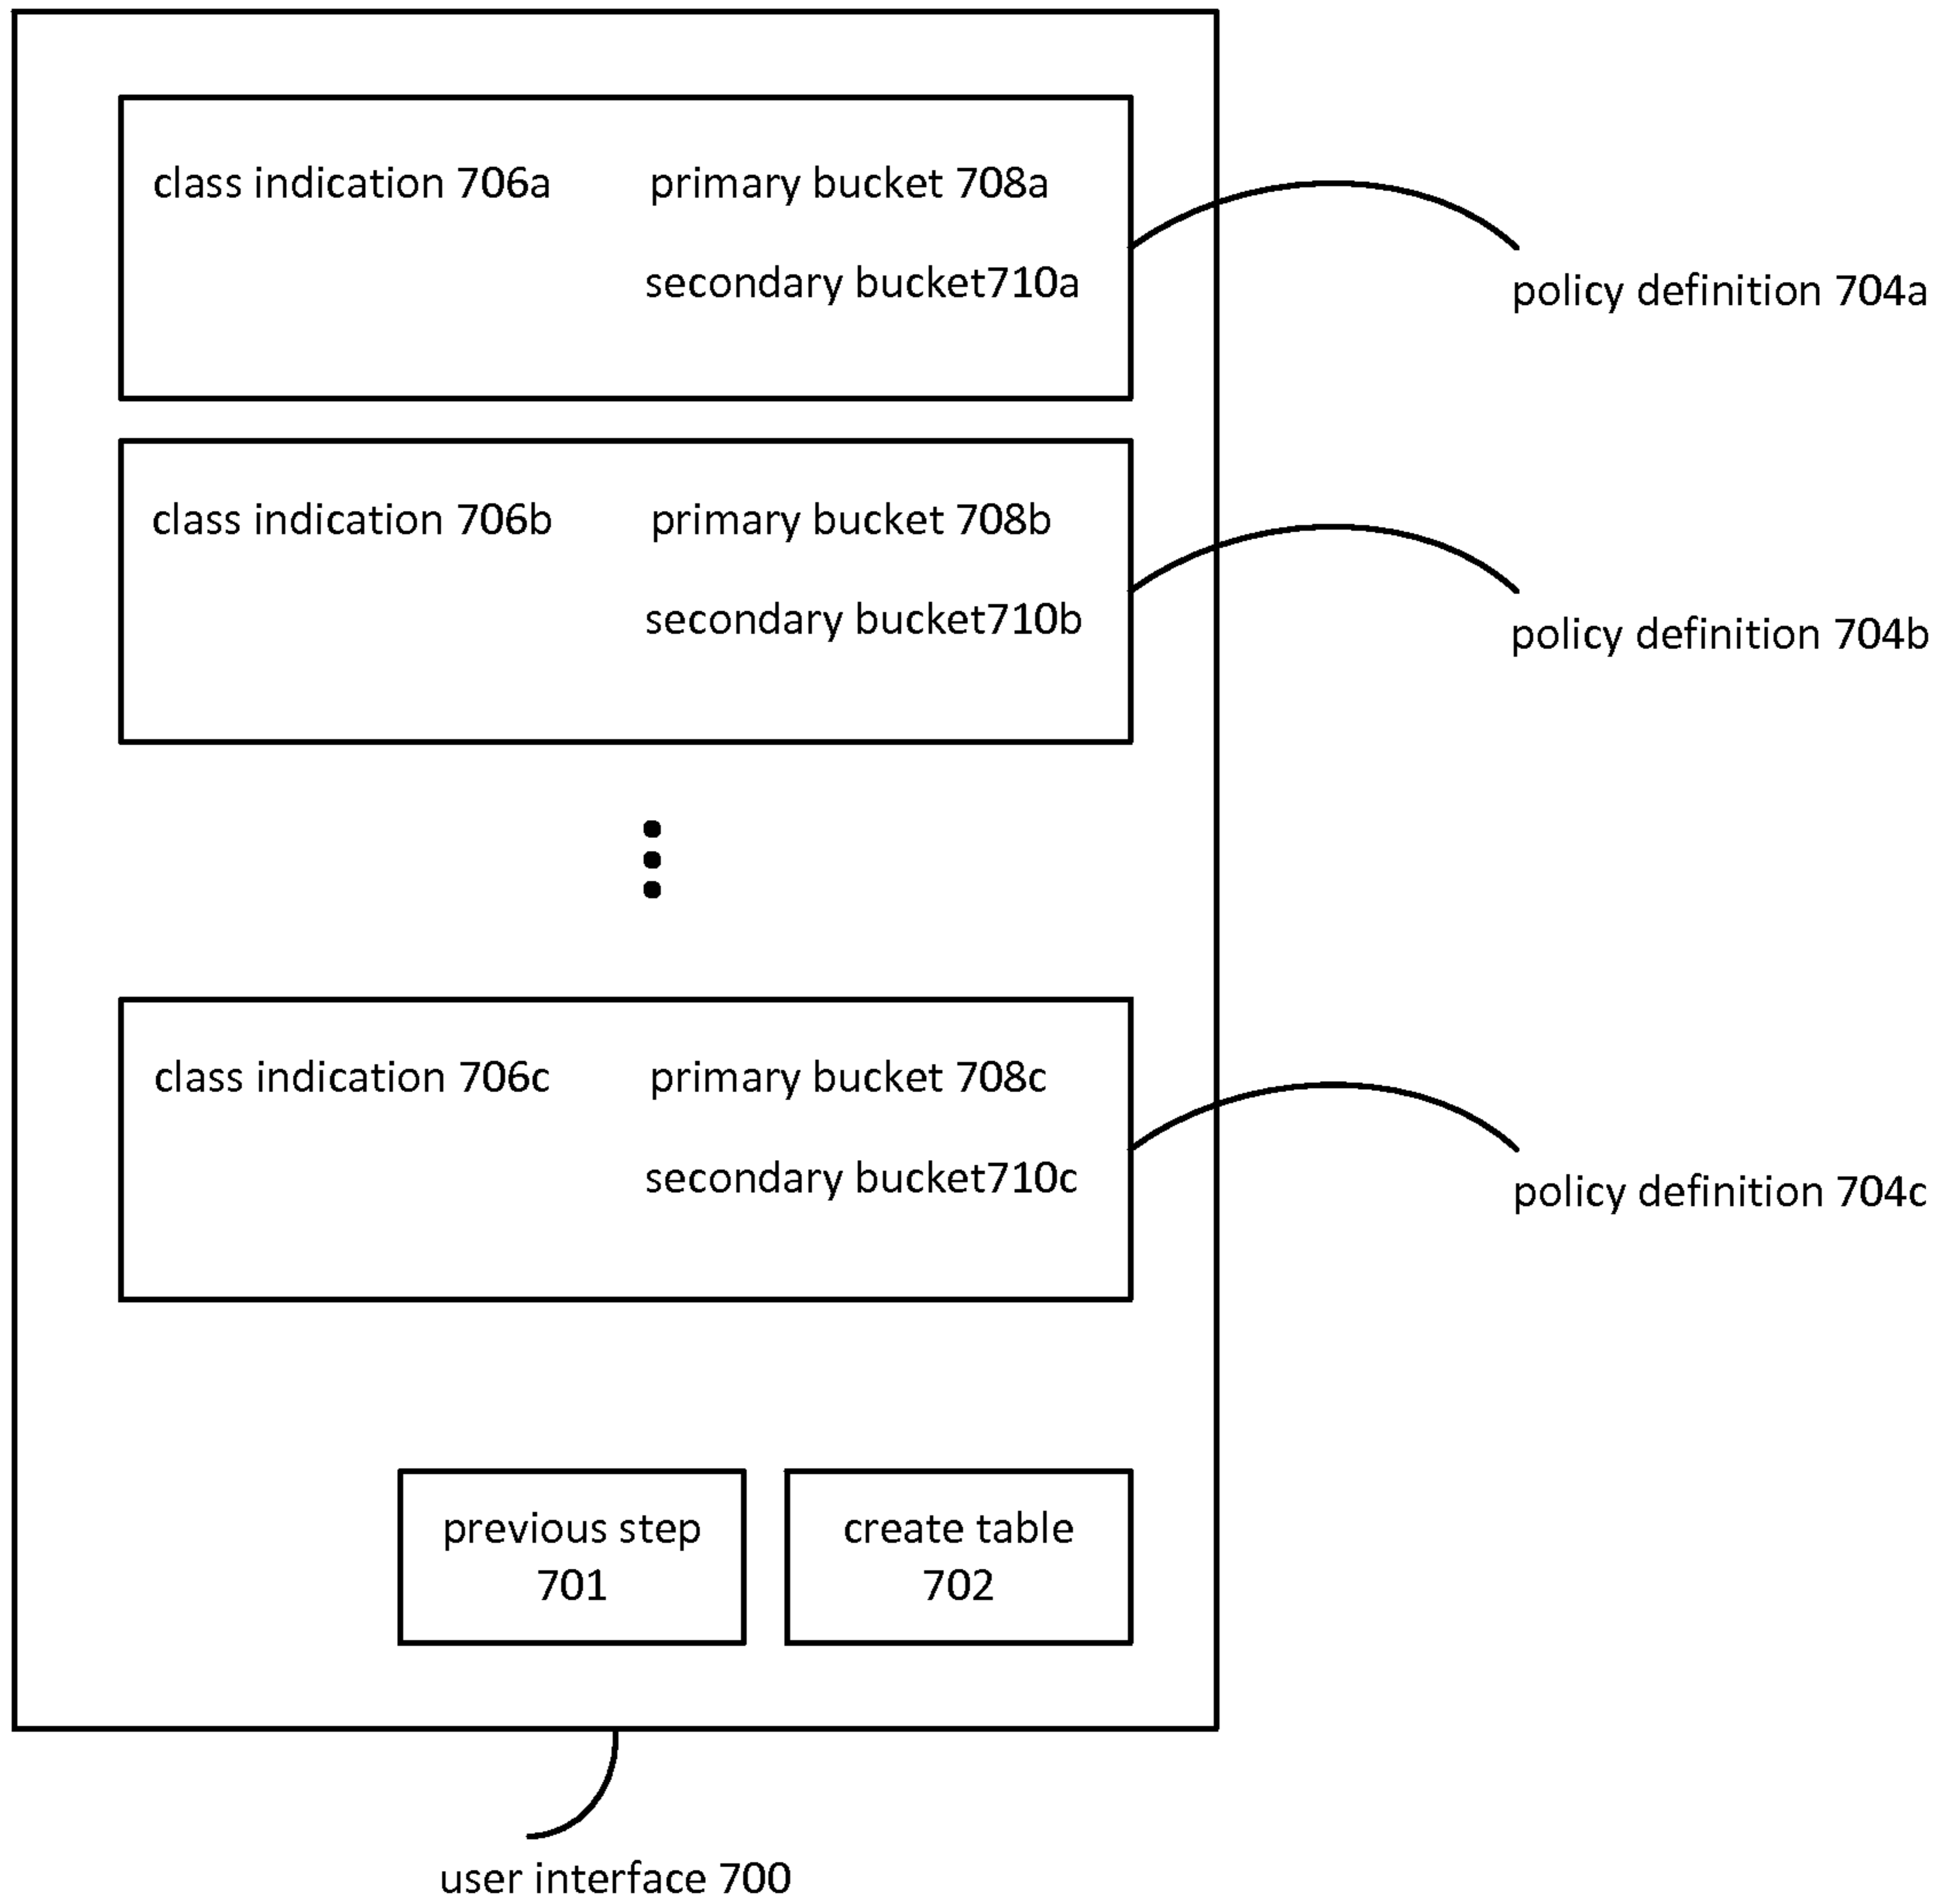 class indication 706a primary bucket 708a
secondary bucket710a
policy definition 704a
class indication 706b primary bucket 708b
secondary bucket710b
policy definition 704b
class indication 706c primary bucket 708c
secondary bucket710c
policy definition 704c
previous step
701
create table
702
user interface 700